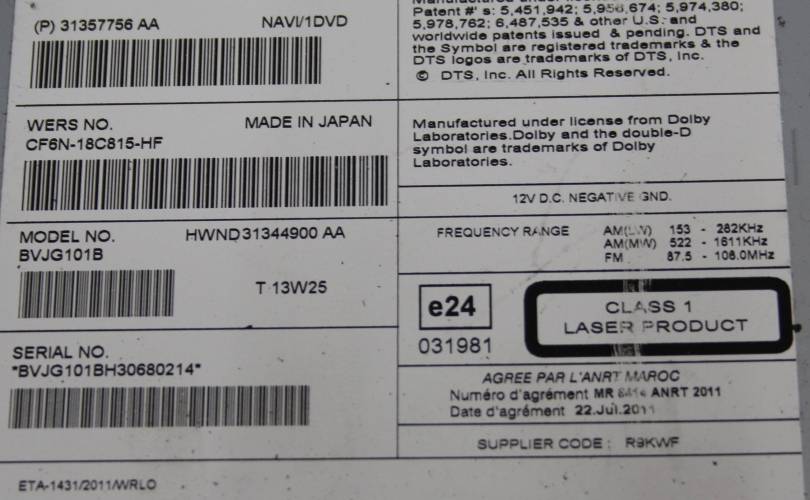 (P) 31357756 AA NAVI/1DVD
WERS NO. MADE IN JAPAN
CF6N-18C815-HF
MODEL NO. HWND31344900 AA
BVJG101B
T 13W25
SERIAL NO.
*BVJG101BH30680214*
ETA-1431/2011/WRLO
Patent #' s: 5,451,942; 5,956,674; 5,974,380;
5,978,762; 6,487,535 & other U.S. and
worldwide patents issued & pending. DTS and
the Symbol are registered trademarks & the
DTS logos are trademarks of DTS, Inc.
© DTS, Inc. All Rights Reserved.
Manufactured under license from Dolby
Laboratories.Dolby and the double-D
symbol are trademarks of Dolby
Laboratories.
12V D.C. NEGATIVE GND.
FREQUENCY RANGE AM(LW) 153 - 282KHz
AM(MW) 522 - 1611KHz
FM 87.5 - 108.0MHz
e24
031981
CLASS 1
LASER PRODUCT
AGREE PAR L'ANRT MAROC
Numéro d'agrément MR ANRT 2011
Date d'agrément 22.Jul.2011
SUPPLIER CODE : R9KWF